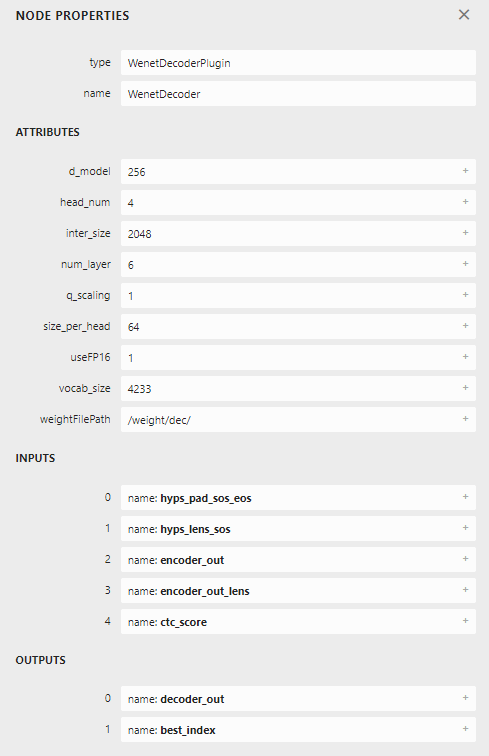 NODE PROPERTIES ×
type WenetDecoderPlugin
name WenetDecoder
ATTRIBUTES
d_model 256 +
head_num 4 +
inter_size 2048 +
num_layer 6 +
q_scaling 1 +
size_per_head 64 +
useFP16 1 +
vocab_size 4233 +
weightFilePath /weight/dec/ +
INPUTS
0 name: hyps_pad_sos_eos +
1 name: hyps_lens_sos +
2 name: encoder_out +
3 name: encoder_out_lens +
4 name: ctc_score +
OUTPUTS
0 name: decoder_out +
1 name: best_index +